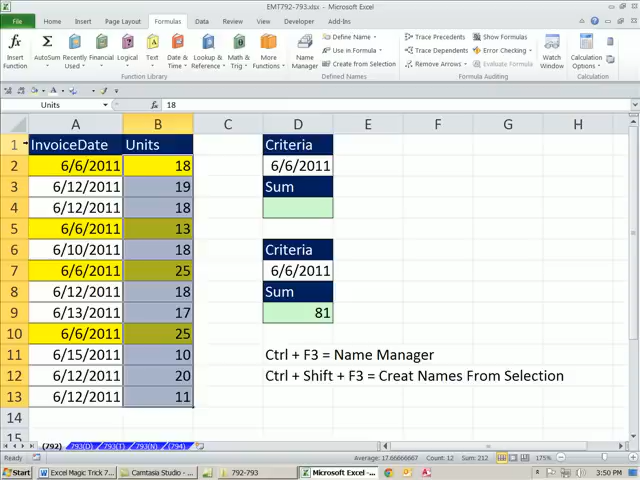 EMT792-793.xlsx - Microsoft Excel
File Home Insert Page Layout Formulas Data Review View Developer Add-Ins
Insert Function
AutoSum
Recently Used
Financial
Logical
Text
Date & Time
Lookup & Reference
Math & Trig
More Functions
Function Library
Name Manager
Define Name
Use in Formula
Create from Selection
Defined Names
Trace Precedents
Trace Dependents
Remove Arrows
Show Formulas
Error Checking
Formula Auditing
Watch Window
Calculation Options
Calculation
Units fx 18
A B C D E F G H
1 InvoiceDate Units Criteria
2 6/6/2011 18 6/6/2011
3 6/12/2011 19 Sum
4 6/12/2011 18
5 6/6/2011 13
6 6/10/2011 18 Criteria
7 6/6/2011 25 6/6/2011
8 6/12/2011 18 Sum
9 6/13/2011 17 81
10 6/6/2011 25
11 6/15/2011 10 Ctrl + F3 = Name Manager
12 6/12/2011 20 Ctrl + Shift + F3 = Creat Names From Selection
13 6/12/2011 11
14
15
(792) 793(D) 793(T) 793(N) (794)
Ready Average: 17.66666667 Count: 12 Sum: 212 175%
Start Excel Magic Trick 7... Camtasia Studio - ... 792-793 Microsoft Excel - ... 3:50 PM